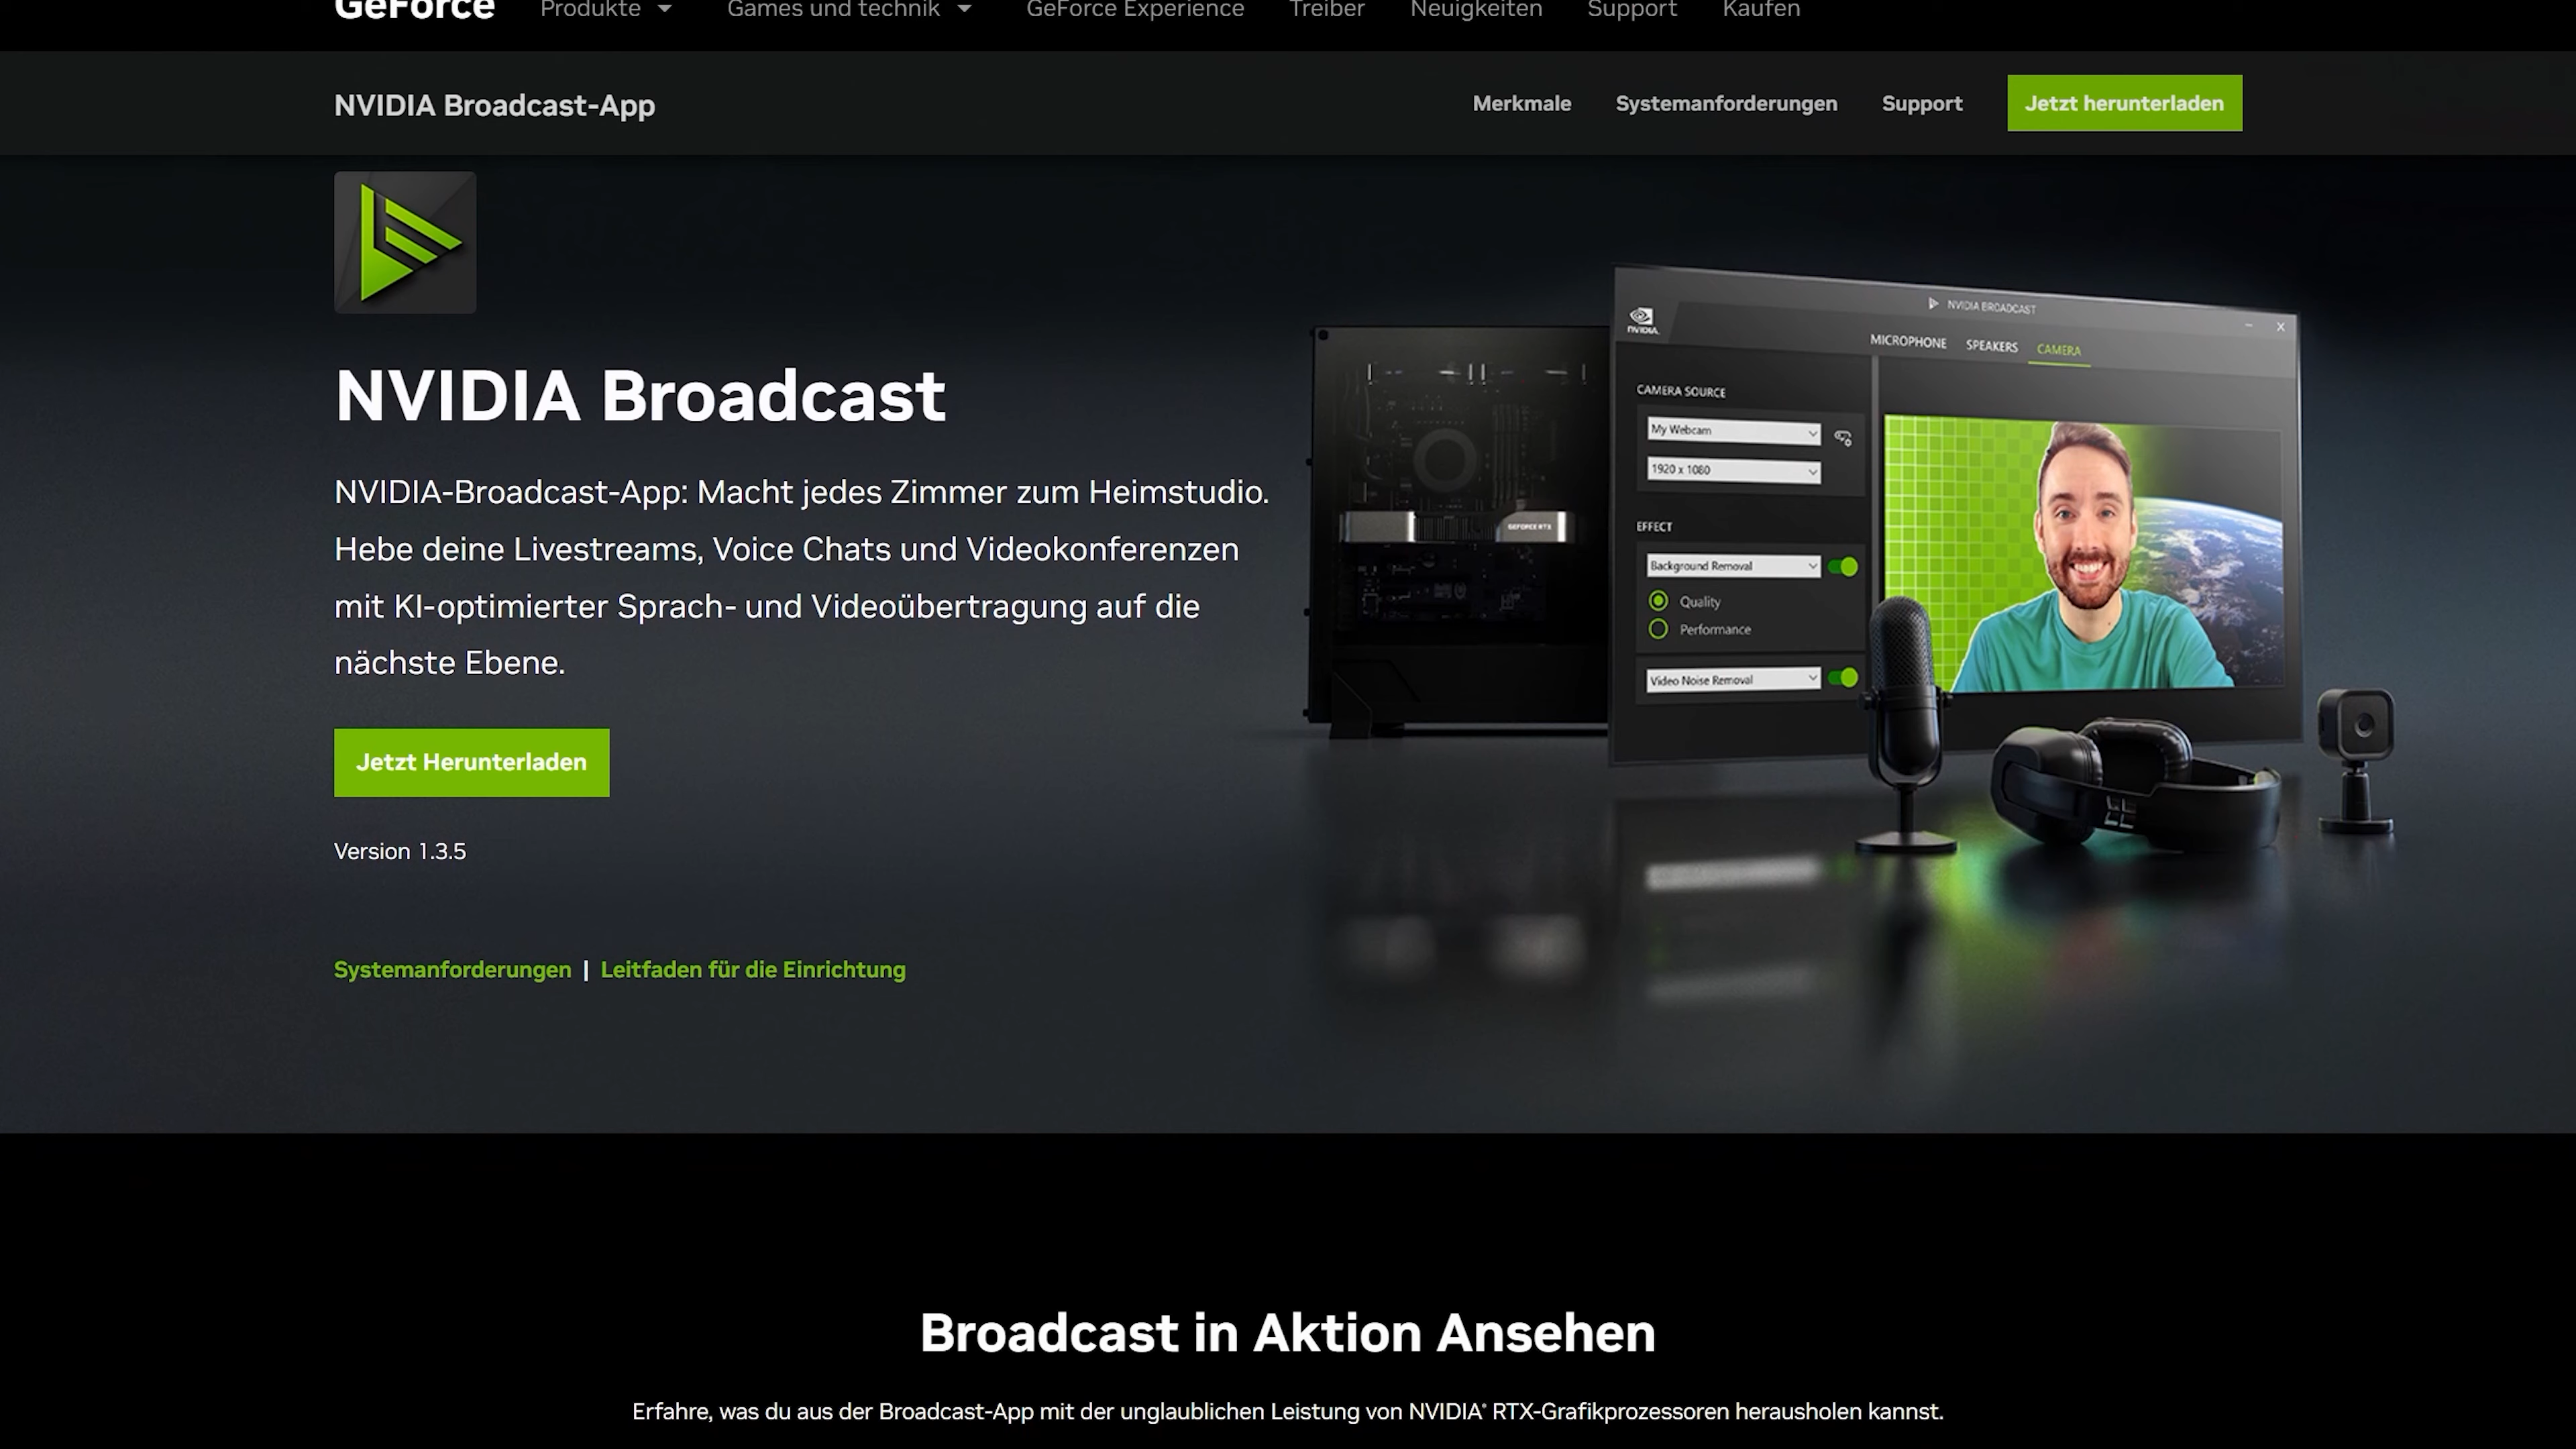 GeForce
Produkte
Games und technik
GeForce Experience
Treiber
Neuigkeiten
Support
Kaufen
NVIDIA Broadcast-App
Merkmale
Systemanforderungen
Support
Jetzt herunterladen
NVIDIA Broadcast
NVIDIA-Broadcast-App: Macht jedes Zimmer zum Heimstudio.
Hebe deine Livestreams, Voice Chats und Videokonferenzen
mit KI-optimierter Sprach- und Videoübertragung auf die
nächste Ebene.
Jetzt Herunterladen
Version 1.3.5
Systemanforderungen | Leitfaden für die Einrichtung
GEFORCE RTX
NVIDIA BROADCAST
NVIDIA.
MICROPHONE
SPEAKERS
CAMERA
CAMERA SOURCE
My Webcam
1920 x 1080
EFFECT
Background Removal
Quality
Performance
Video Noise Removal
Broadcast in Aktion Ansehen
Erfahre, was du aus der Broadcast-App mit der unglaublichen Leistung von NVIDIA® RTX-Grafikprozessoren herausholen kannst.